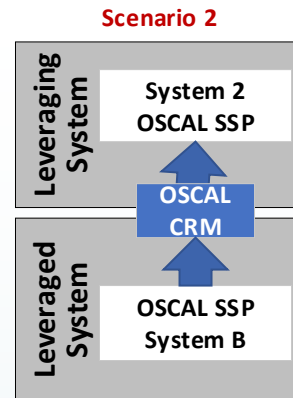 Scenario 2
Leveraging
System
System 2
OSCAL SSP
OSCAL
CRM
Leveraged
System
OSCAL SSP
System B